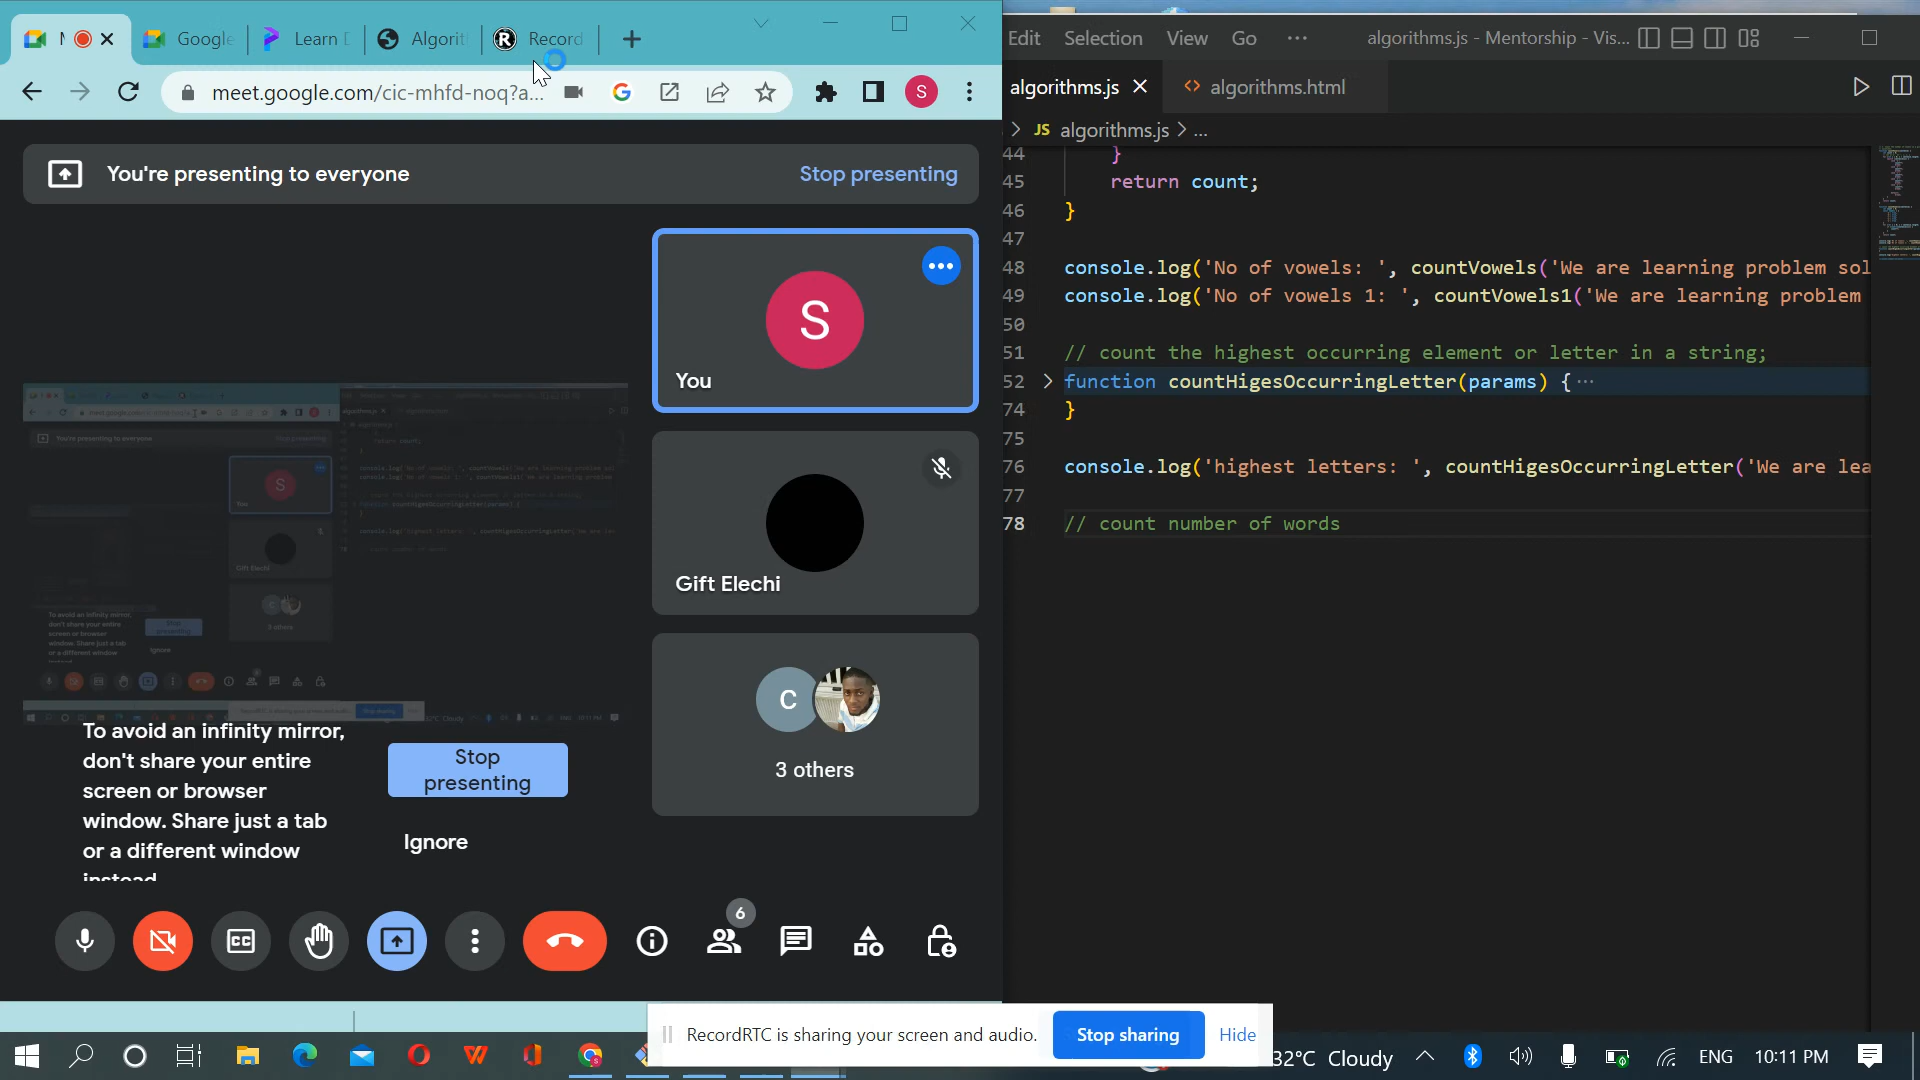 Google
Learn D
Algorit
Record
meet.google.com/cic-mhfd-noq?a...
S
You're presenting to everyone
Stop presenting
S
You
Gift Elechi
C
3 others
To avoid an infinity mirror,
don't share your entire
screen or browser
window. Share just a tab
or a different window
instead.
Stop
presenting
Ignore
6
Edit Selection View Go ...
algorithms.js - Mentorship - Vis...
algorithms.js
algorithms.html
JS algorithms.js > ...
44 }
45 return count;
46 }
47
48 console.log('No of vowels: ', countVowels('We are learning problem sol
49 console.log('No of vowels 1: ', countVowels1('We are learning problem
50
51 // count the highest occurring element or letter in a string;
52 function countHigesOccurringLetter(params) {...
74 }
75
76 console.log('highest letters: ', countHigesOccurringLetter('We are lea
77
78 // count number of words
RecordRTC is sharing your screen and audio.
Stop sharing
Hide
32°C Cloudy
ENG
10:11 PM